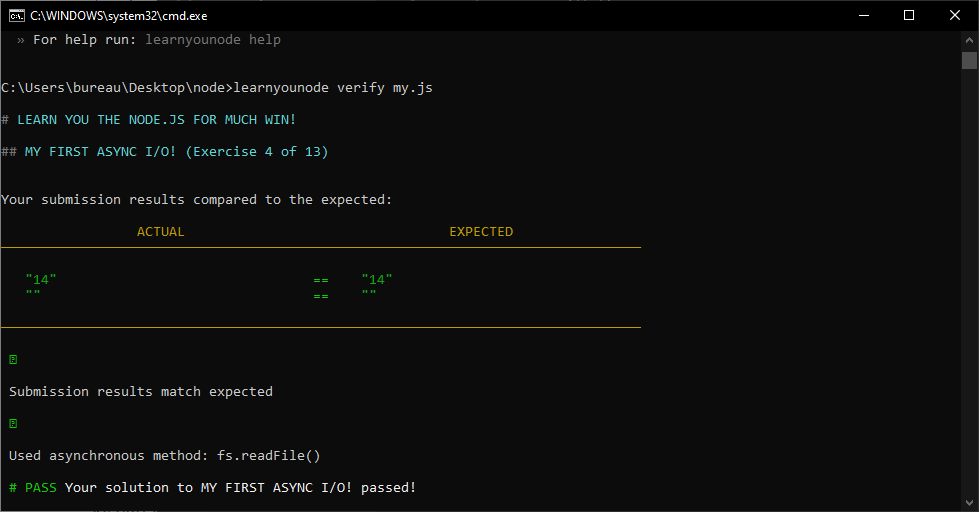 C:\WINDOWS\system32\cmd.exe
» For help run: learnyounode help
C:\Users\bureau\Desktop\node>learnyounode verify my.js
# LEARN YOU THE NODE.JS FOR MUCH WIN!
## MY FIRST ASYNC I/O! (Exercise 4 of 13)
Your submission results compared to the expected:
ACTUAL EXPECTED
"14" == "14"
"" == ""
Submission results match expected
Used asynchronous method: fs.readFile()
# PASS Your solution to MY FIRST ASYNC I/O! passed!